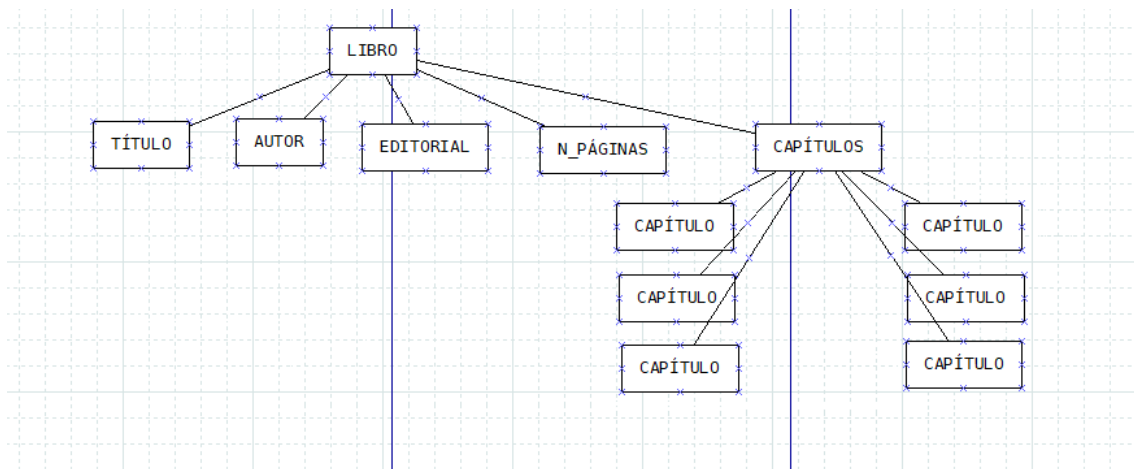 LIBRO
TÍTULO
AUTOR
EDITORIAL
N_PÁGINAS
CAPÍTULOS
CAPÍTULO
CAPÍTULO
CAPÍTULO
CAPÍTULO
CAPÍTULO
CAPÍTULO